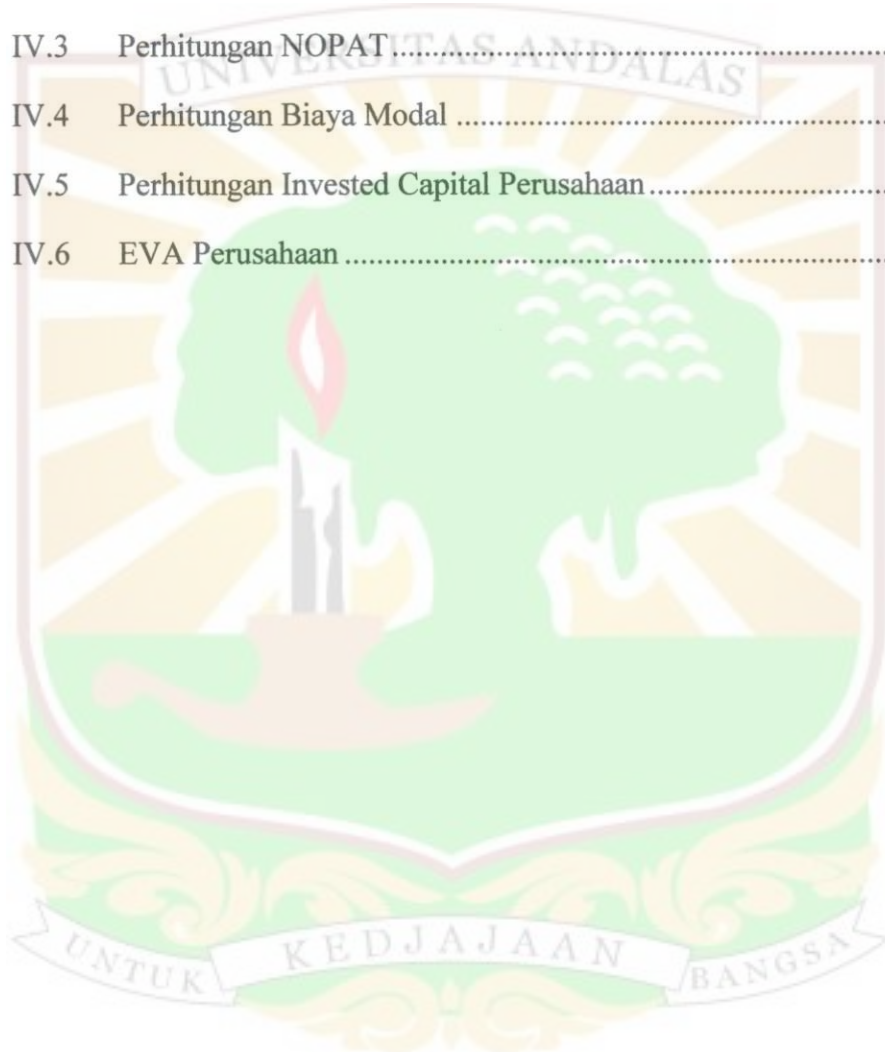 IV.3 Perhitungan NOPAT ..............................................................
UNIVERSITAS ANDALAS
IV.4 Perhitungan Biaya Modal ......................................................
IV.5 Perhitungan Invested Capital Perusahaan ..............................
IV.6 EVA Perusahaan ....................................................................
UNTUK KEDJAJAAN BANGSA